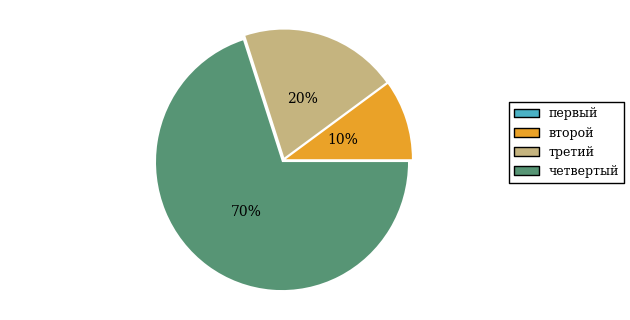 20%
10%
70%
первый
второй
третий
четвертый